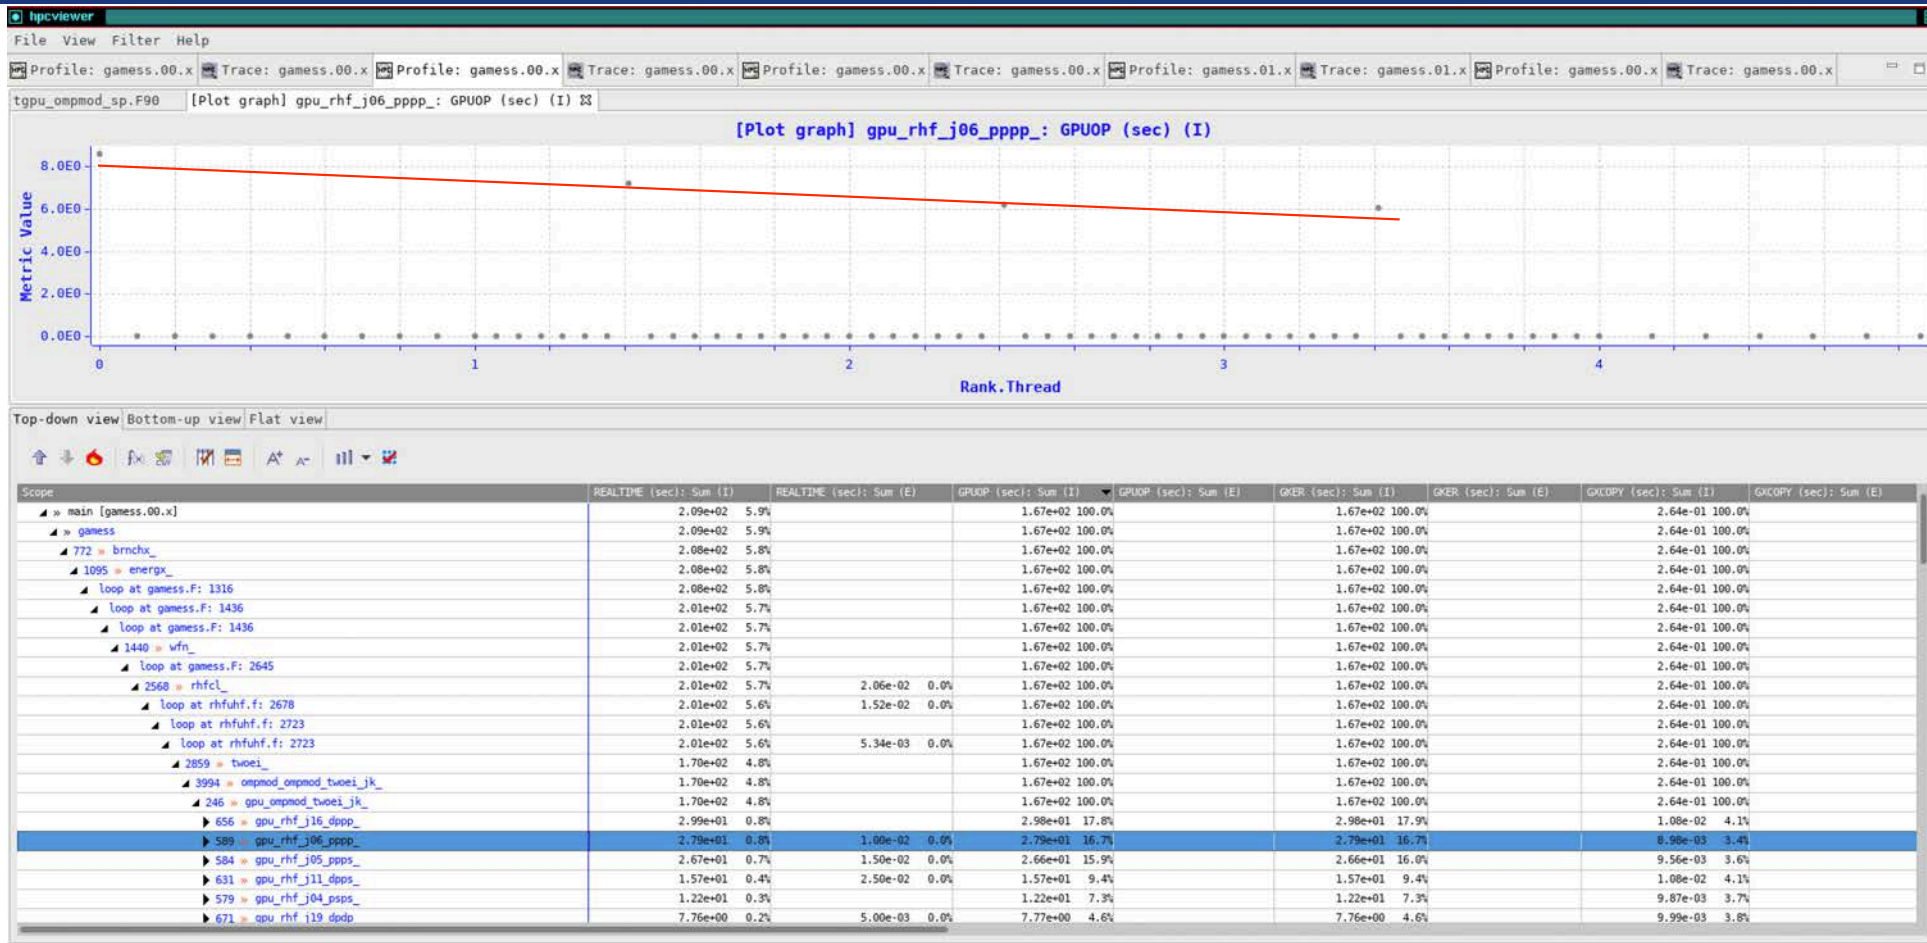 hpcviewer
File View Filter Help
Profile: gamess.00.x Trace: gamess.00.x Profile: gamess.00.x Trace: gamess.00.x Profile: gamess.00.x Trace: gamess.00.x Profile: gamess.01.x Trace: gamess.01.x Profile: gamess.00.x Trace: gamess.00.x
tgpu_ompmod_sp.F90 [Plot graph] gpu_rhf_j06_pppp_: GPUOP (sec) (I)
[Plot graph] gpu_rhf_j06_pppp_: GPUOP (sec) (I)
8.0E0
6.0E0
4.0E0
2.0E0
0.0E0
Metric Value
0 1 2 3 4
Rank.Thread
Top-down view Bottom-up view Flat view
Scope REALTIME (sec): Sum (I) REALTIME (sec): Sum (E) GPUOP (sec): Sum (I) GPUOP (sec): Sum (E) GKER (sec): Sum (I) GKER (sec): Sum (E) GXCOPY (sec): Sum (I) GXCOPY (sec): Sum (E)
» main [gamess.00.x] 2.09e+02 5.9% 1.67e+02 100.0% 1.67e+02 100.0% 2.64e-01 100.0%
» gamess 2.09e+02 5.9% 1.67e+02 100.0% 1.67e+02 100.0% 2.64e-01 100.0%
772 » brnchx_ 2.08e+02 5.8% 1.67e+02 100.0% 1.67e+02 100.0% 2.64e-01 100.0%
1095 » energx_ 2.08e+02 5.8% 1.67e+02 100.0% 1.67e+02 100.0% 2.64e-01 100.0%
loop at gamess.F: 1316 2.08e+02 5.8% 1.67e+02 100.0% 1.67e+02 100.0% 2.64e-01 100.0%
loop at gamess.F: 1436 2.01e+02 5.7% 1.67e+02 100.0% 1.67e+02 100.0% 2.64e-01 100.0%
loop at gamess.F: 1436 2.01e+02 5.7% 1.67e+02 100.0% 1.67e+02 100.0% 2.64e-01 100.0%
1440 » wfn_ 2.01e+02 5.7% 1.67e+02 100.0% 1.67e+02 100.0% 2.64e-01 100.0%
loop at gamess.F: 2645 2.01e+02 5.7% 1.67e+02 100.0% 1.67e+02 100.0% 2.64e-01 100.0%
2568 » rhfcl_ 2.01e+02 5.7% 2.06e-02 0.0% 1.67e+02 100.0% 1.67e+02 100.0% 2.64e-01 100.0%
loop at rhfuhf.f: 2678 2.01e+02 5.6% 1.52e-02 0.0% 1.67e+02 100.0% 1.67e+02 100.0% 2.64e-01 100.0%
loop at rhfuhf.f: 2723 2.01e+02 5.6% 1.67e+02 100.0% 1.67e+02 100.0% 2.64e-01 100.0%
loop at rhfuhf.f: 2723 2.01e+02 5.6% 5.34e-03 0.0% 1.67e+02 100.0% 1.67e+02 100.0% 2.64e-01 100.0%
2859 » twoei_ 1.70e+02 4.8% 1.67e+02 100.0% 1.67e+02 100.0% 2.64e-01 100.0%
3994 » ompmod_ompmod_twoei_jk_ 1.70e+02 4.8% 1.67e+02 100.0% 1.67e+02 100.0% 2.64e-01 100.0%
246 » gpu_ompmod_twoei_jk_ 1.70e+02 4.8% 1.67e+02 100.0% 1.67e+02 100.0% 2.64e-01 100.0%
656 » gpu_rhf_j16_dppp_ 2.99e+01 0.8% 2.98e+01 17.8% 2.98e+01 17.9% 1.08e-02 4.1%
589 » gpu_rhf_j06_pppp_ 2.79e+01 0.8% 1.00e-02 0.0% 2.79e+01 16.7% 2.79e+01 16.7% 8.98e-03 3.4%
584 » gpu_rhf_j05_ppps_ 2.67e+01 0.7% 1.50e-02 0.0% 2.66e+01 15.9% 2.66e+01 16.0% 9.56e-03 3.6%
631 » gpu_rhf_j11_dpps_ 1.57e+01 0.4% 2.50e-02 0.0% 1.57e+01 9.4% 1.57e+01 9.4% 1.08e-02 4.1%
579 » gpu_rhf_j04_psps_ 1.22e+01 0.3% 1.22e+01 7.3% 1.22e+01 7.3% 9.87e-03 3.7%
671 » gpu_rhf_j19_dpdp_ 7.76e+00 0.2% 5.00e-03 0.0% 7.77e+00 4.6% 7.76e+00 4.6% 9.99e-03 3.8%